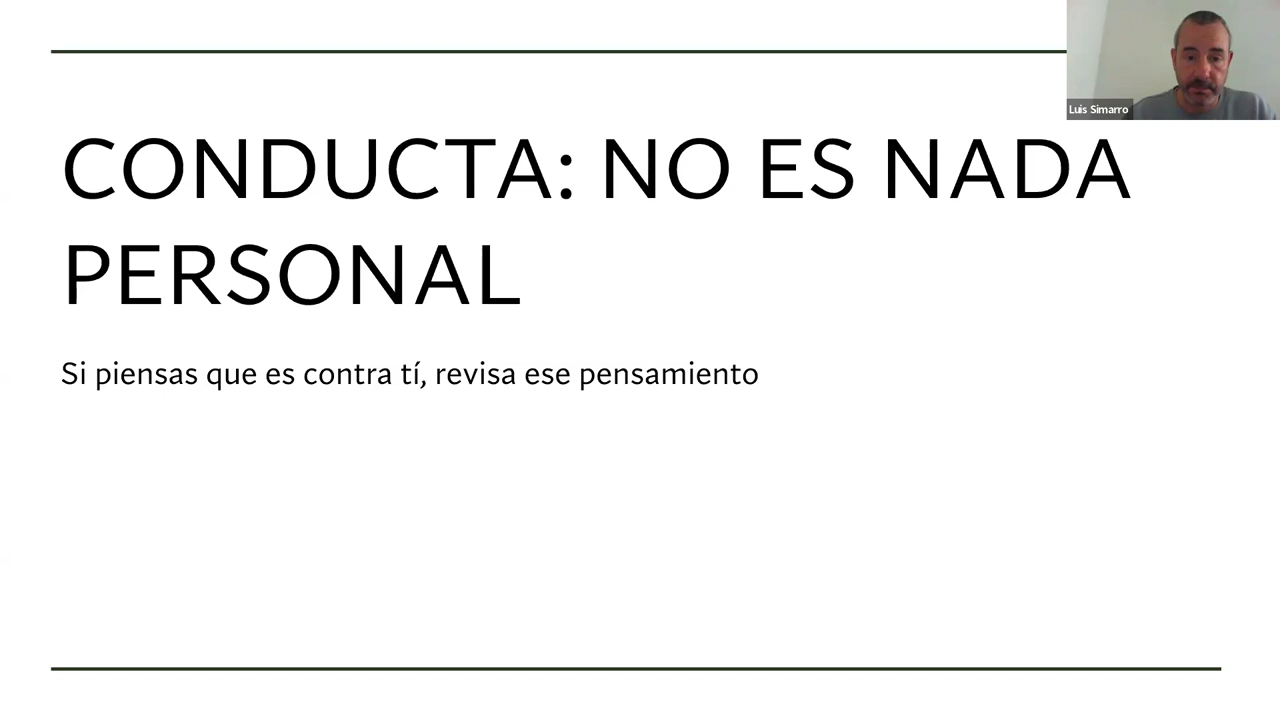 Luis Simarro
CONDUCTA: NO ES NADA
PERSONAL
Si piensas que es contra tí, revisa ese pensamiento